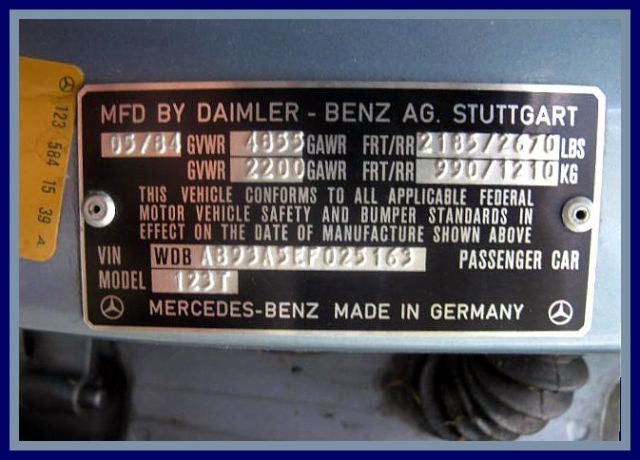 MFD BY DAIMLER - BENZ AG. STUTTGART
05/84 GVWR 4855 GAWR FRT/RR 2185/2670 LBS
GVWR 2200 GAWR FRT/RR 990/1210 KG
THIS VEHICLE CONFORMS TO ALL APPLICABLE FEDERAL
MOTOR VEHICLE SAFETY AND BUMPER STANDARDS IN
EFFECT ON THE DATE OF MANUFACTURE SHOWN ABOVE
VIN WDB AB93A5EF025163 PASSENGER CAR
MODEL 123T
MERCEDES-BENZ MADE IN GERMANY
123 584 15 39 A